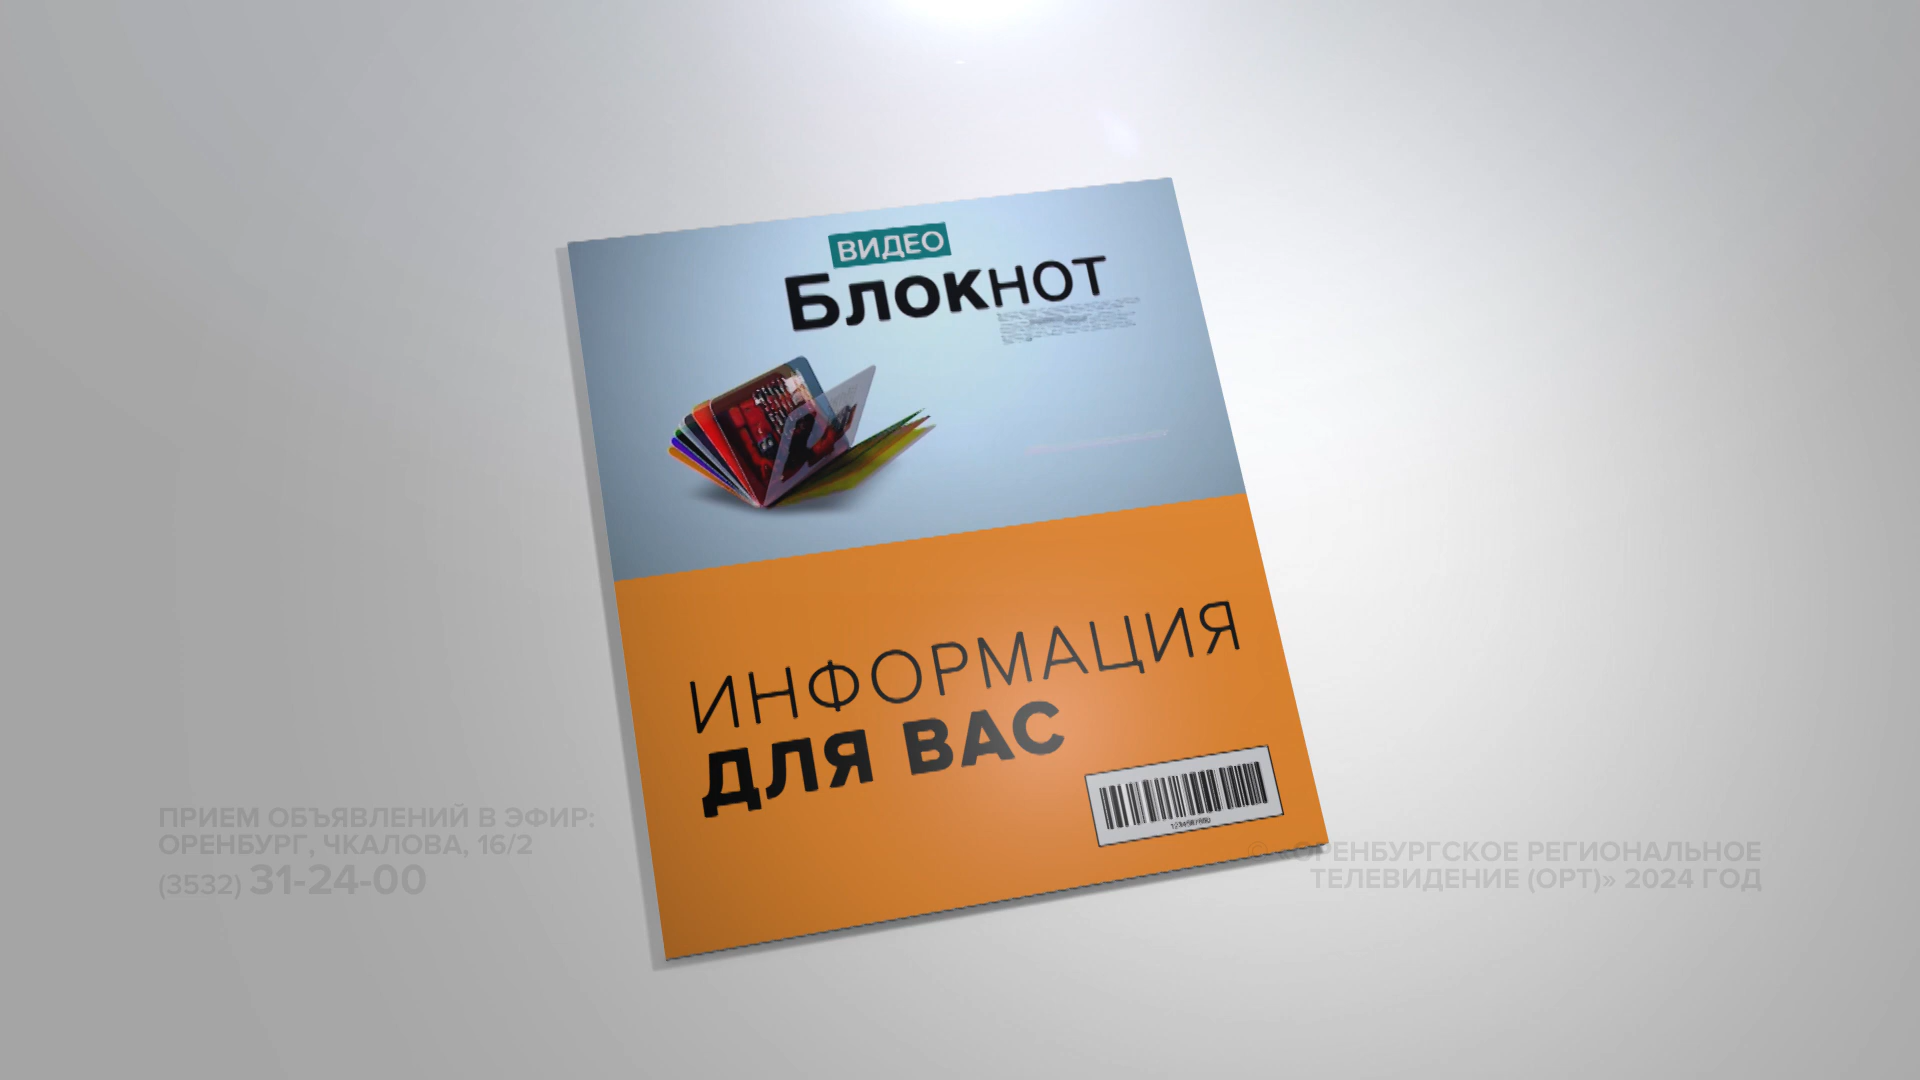 ВИДЕО
Блокнот
ИНФОРМАЦИЯ
ДЛЯ ВАС
1234567890
ПРИЕМ ОБЪЯВЛЕНИЙ В ЭФИР:
ОРЕНБУРГ, ЧКАЛОВА, 16/2
(3532) 31-24-00
© «ОРЕНБУРГСКОЕ РЕГИОНАЛЬНОЕ
ТЕЛЕВИДЕНИЕ (ОРТ)» 2024 ГОД